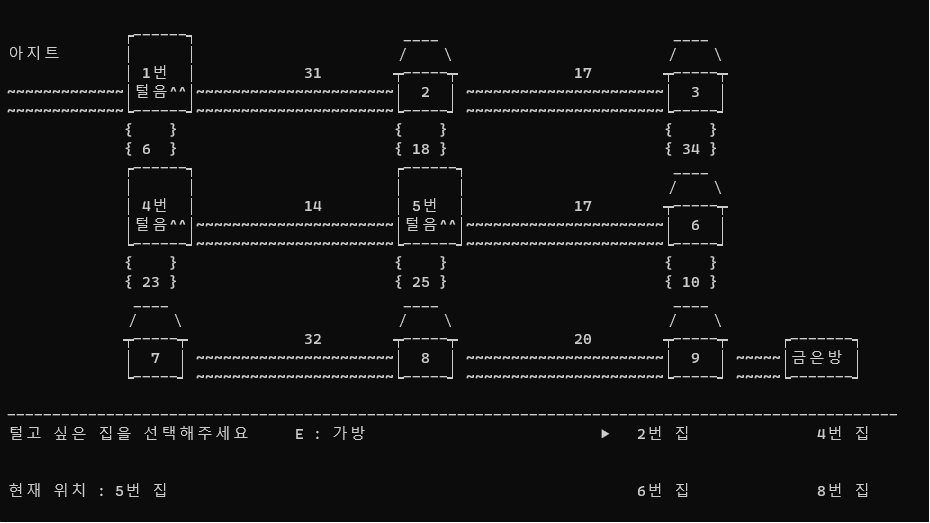 아지트
1번 31 17
털음^^ 2 3
6 18 34
4번 14 5번 17
털음^^ 털음^^ 6
23 25 10
32 20
7 8 9 금은방
털고 싶은 집을 선택해주세요 E : 가방 ▶ 2번 집 4번 집
현재 위치 : 5번 집 6번 집 8번 집